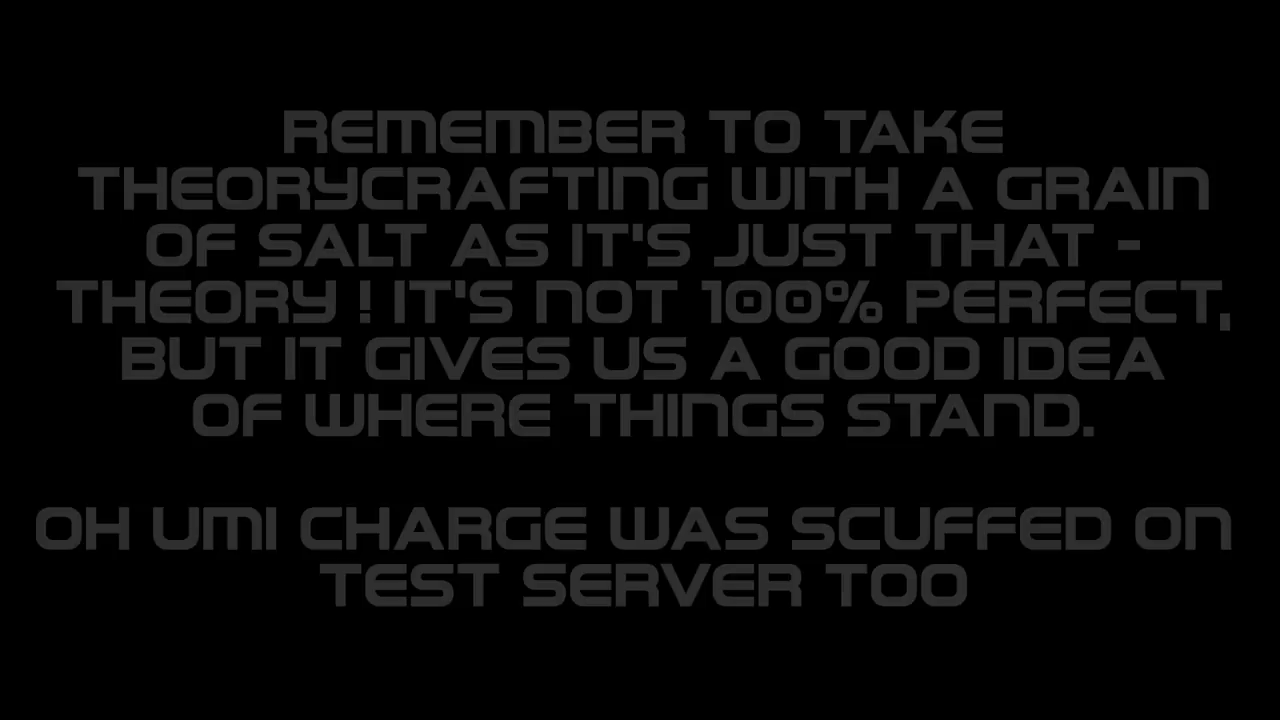 REMEMBER TO TAKE
THEORYCRAFTING WITH A GRAIN
OF SALT AS IT'S JUST THAT -
THEORY ! IT'S NOT 100% PERFECT,
BUT IT GIVES US A GOOD IDEA
OF WHERE THINGS STAND.
OH UMI CHARGE WAS SCUFFED ON
TEST SERVER TOO